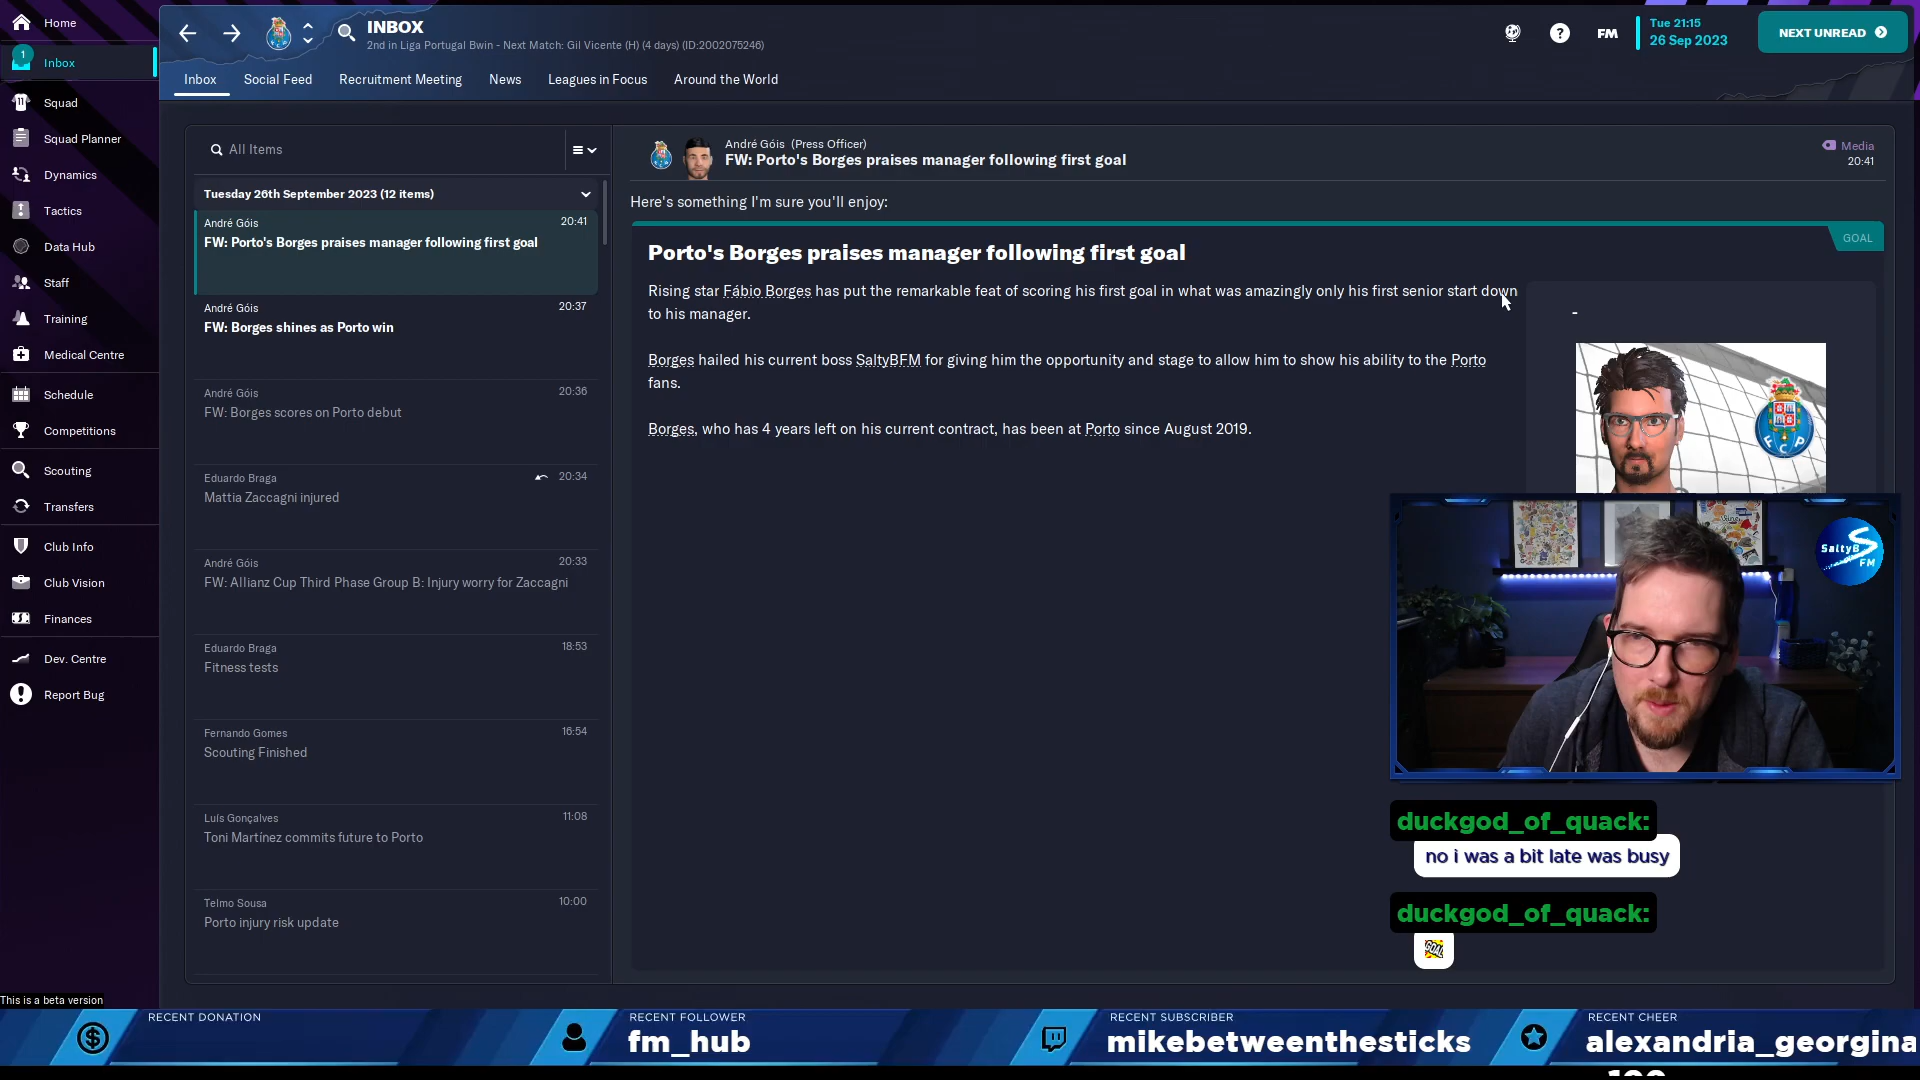 Home
1
Inbox
Squad
Squad Planner
Dynamics
Tactics
Data Hub
Staff
Training
Medical Centre
Schedule
Competitions
Scouting
Transfers
Club Info
Club Vision
Finances
Dev. Centre
Report Bug
This is a beta version
INBOX
2nd in Liga Portugal Bwin - Next Match: Gil Vicente (H) (4 days) (ID:2002075246)
FM
Tue 21:15
26 Sep 2023
NEXT UNREAD
Inbox Social Feed Recruitment Meeting News Leagues in Focus Around the World
All Items
Tuesday 26th September 2023 (12 items)
André Góis 20:41
FW: Porto's Borges praises manager following first goal
André Góis 20:37
FW: Borges shines as Porto win
André Góis 20:36
FW: Borges scores on Porto debut
Eduardo Braga 20:34
Mattia Zaccagni injured
André Góis 20:33
FW: Allianz Cup Third Phase Group B: Injury worry for Zaccagni
Eduardo Braga 18:53
Fitness tests
Fernando Gomes 16:54
Scouting Finished
Luís Gonçalves 11:08
Toni Martínez commits future to Porto
Telmo Sousa 10:00
Porto injury risk update
André Góis (Press Officer)
FW: Porto's Borges praises manager following first goal
Media
20:41
Here's something I'm sure you'll enjoy:
GOAL
Porto's Borges praises manager following first goal
Rising star Fábio Borges has put the remarkable feat of scoring his first goal in what was amazingly only his first senior start down
to his manager.
Borges hailed his current boss SaltyBFM for giving him the opportunity and stage to allow him to show his ability to the Porto
fans.
Borges, who has 4 years left on his current contract, has been at Porto since August 2019.
-
FCP
SaltyB
FM
duckgod_of_quack:
no i was a bit late was busy
duckgod_of_quack:
GOAL
RECENT DONATION
RECENT FOLLOWER
fm_hub
RECENT SUBSCRIBER
mikebetweenthesticks
RECENT CHEER
alexandria_georgina